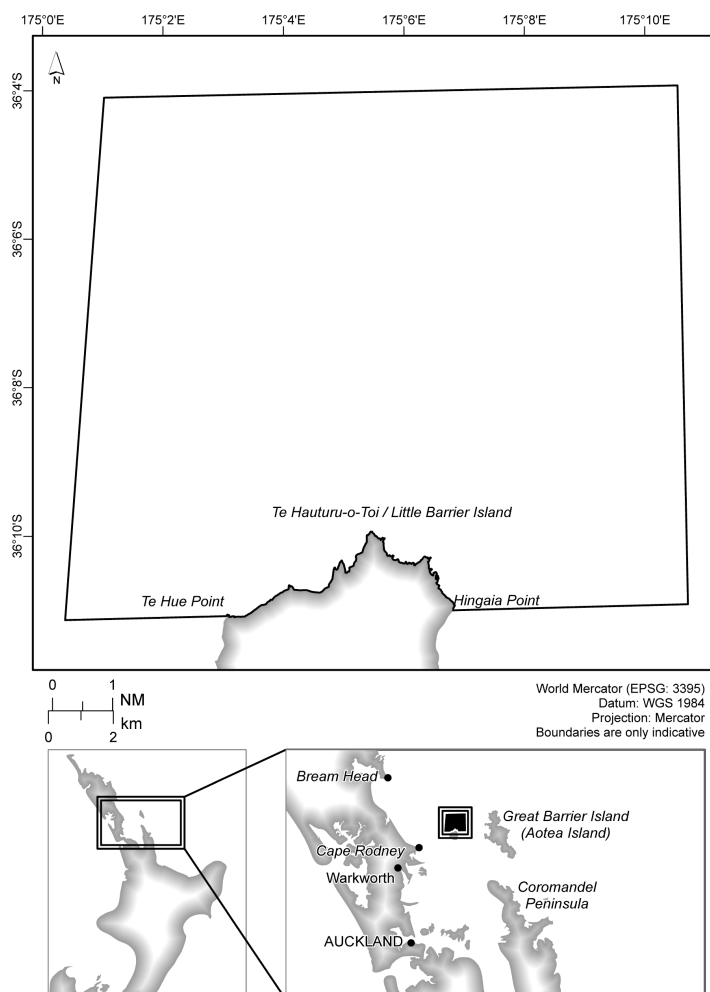 175°0'E 175°2'E 175°4'E 175°6'E 175°8'E 175°10'E
N
36°4'S
36°6'S
36°8'S
36°10'S
Te Hauturu-o-Toi / Little Barrier Island
Te Hue Point
Hingaia Point
0 1
NM
km
0 2
World Mercator (EPSG: 3395)
Datum: WGS 1984
Projection: Mercator
Boundaries are only indicative
Bream Head
Great Barrier Island
(Aotea Island)
Cape Rodney
Warkworth
Coromandel
Peninsula
AUCKLAND